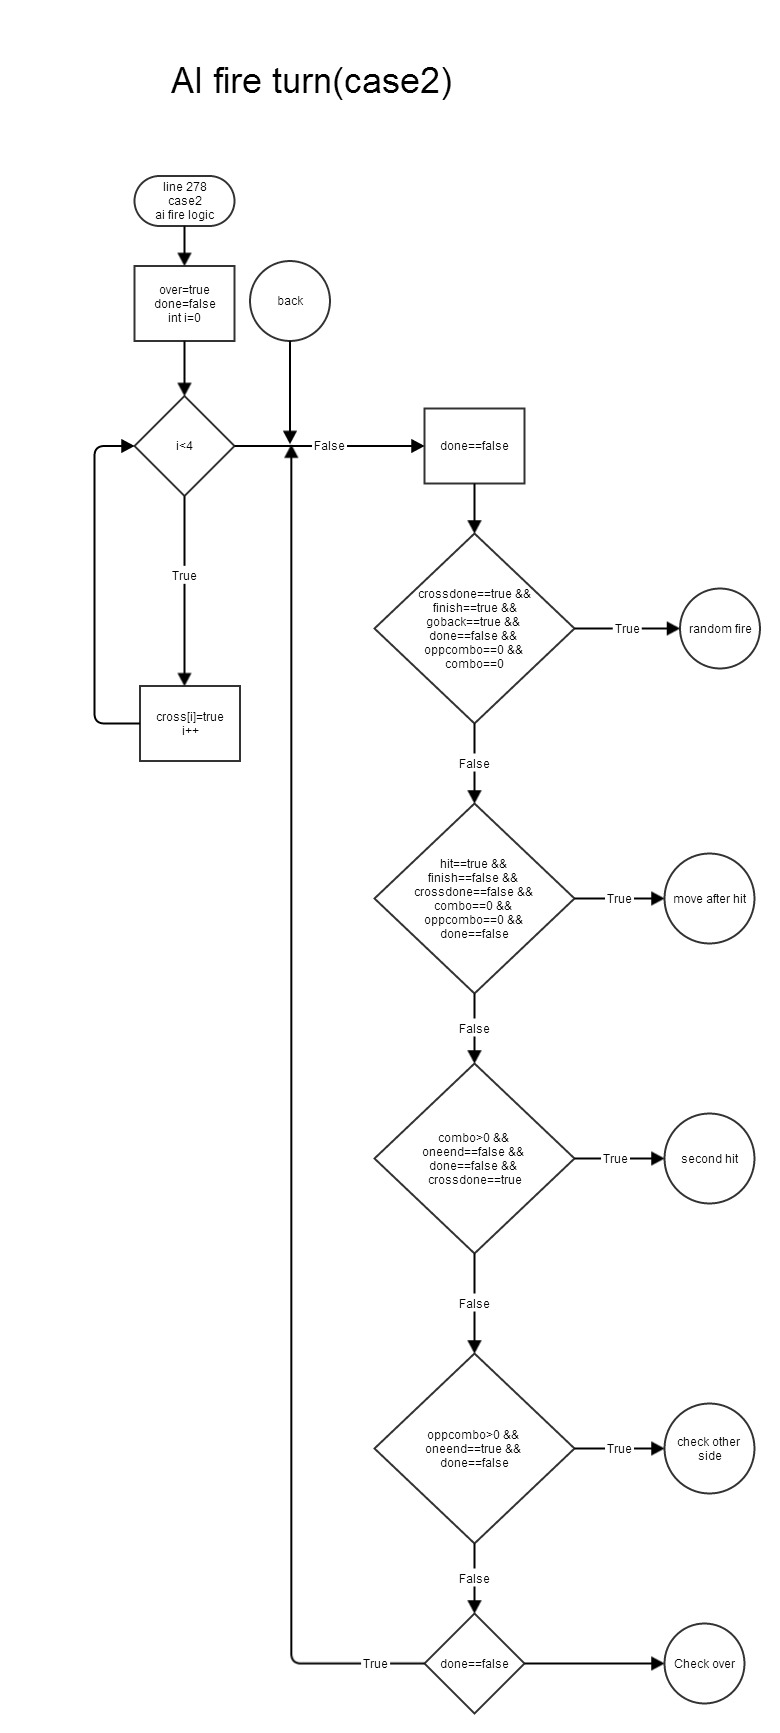 AI fire turn(case2)
line 278
case2
ai fire logic
over=true
done=false
int i=0
back
i<4
False
done==false
True
cross[i]=true
i++
crossdone==true &&
finish==true &&
goback==true &&
done==false &&
oppcombo==0 &&
combo==0
True
random fire
False
hit==true &&
finish==false &&
crossdone==false &&
combo==0 &&
oppcombo==0 &&
done==false
True
move after hit
False
combo>0 &&
oneend==false &&
done==false &&
crossdone==true
True
second hit
False
oppcombo>0 &&
oneend==true &&
done==false
True
check other
side
False
True
done==false
Check over